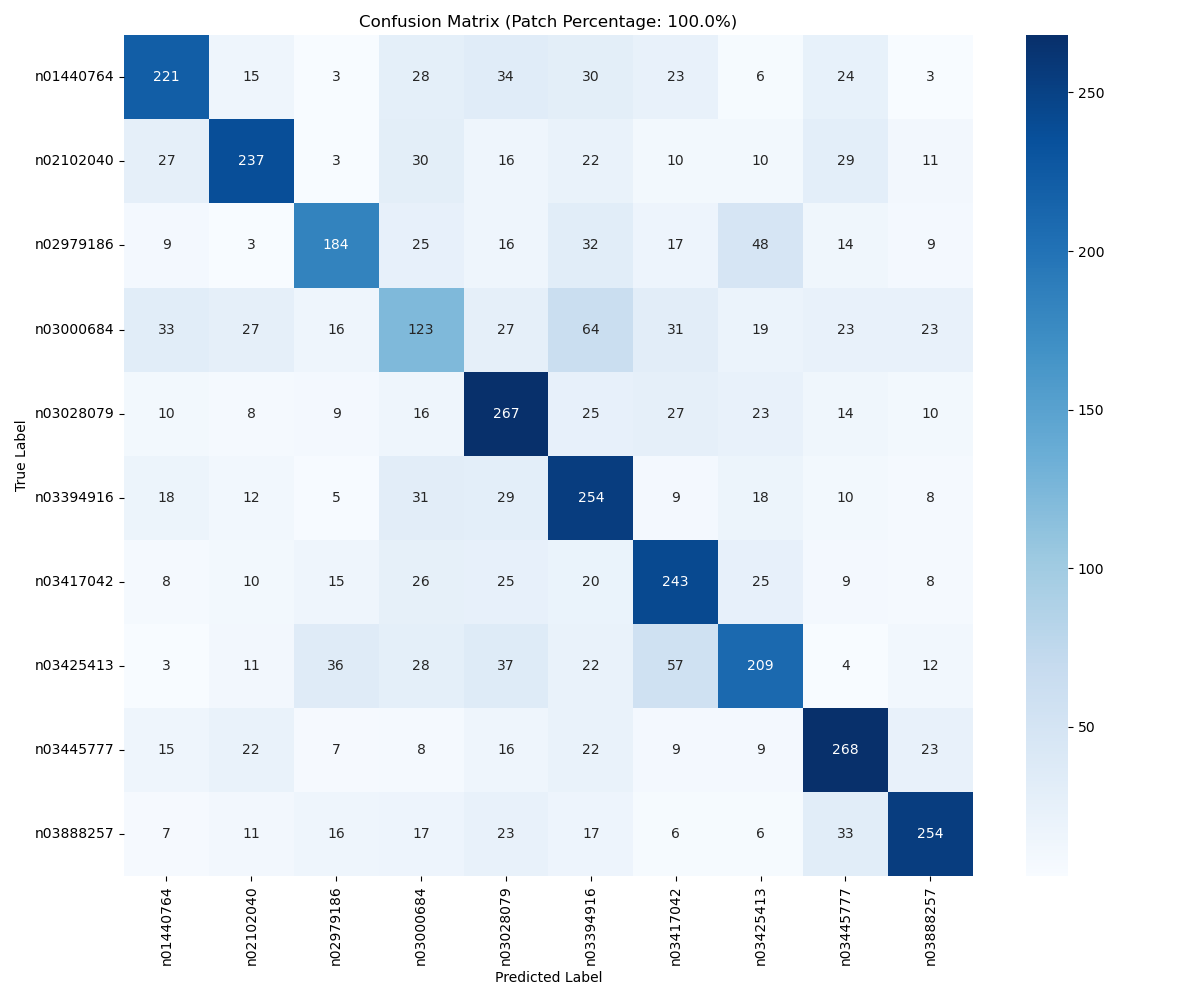 Confusion Matrix (Patch Percentage: 100.0%)
n01440764 221 15 3 28 34 30 23 6 24 3
n02102040 27 237 3 30 16 22 10 10 29 11
n02979186 9 3 184 25 16 32 17 48 14 9
n03000684 33 27 16 123 27 64 31 19 23 23
n03028079 10 8 9 16 267 25 27 23 14 10
n03394916 18 12 5 31 29 254 9 18 10 8
n03417042 8 10 15 26 25 20 243 25 9 8
n03425413 3 11 36 28 37 22 57 209 4 12
n03445777 15 22 7 8 16 22 9 9 268 23
n03888257 7 11 16 17 23 17 6 6 33 254
True Label
n01440764 n02102040 n02979186 n03000684 n03028079 n03394916 n03417042 n03425413 n03445777 n03888257
Predicted Label
250
200
150
100
50